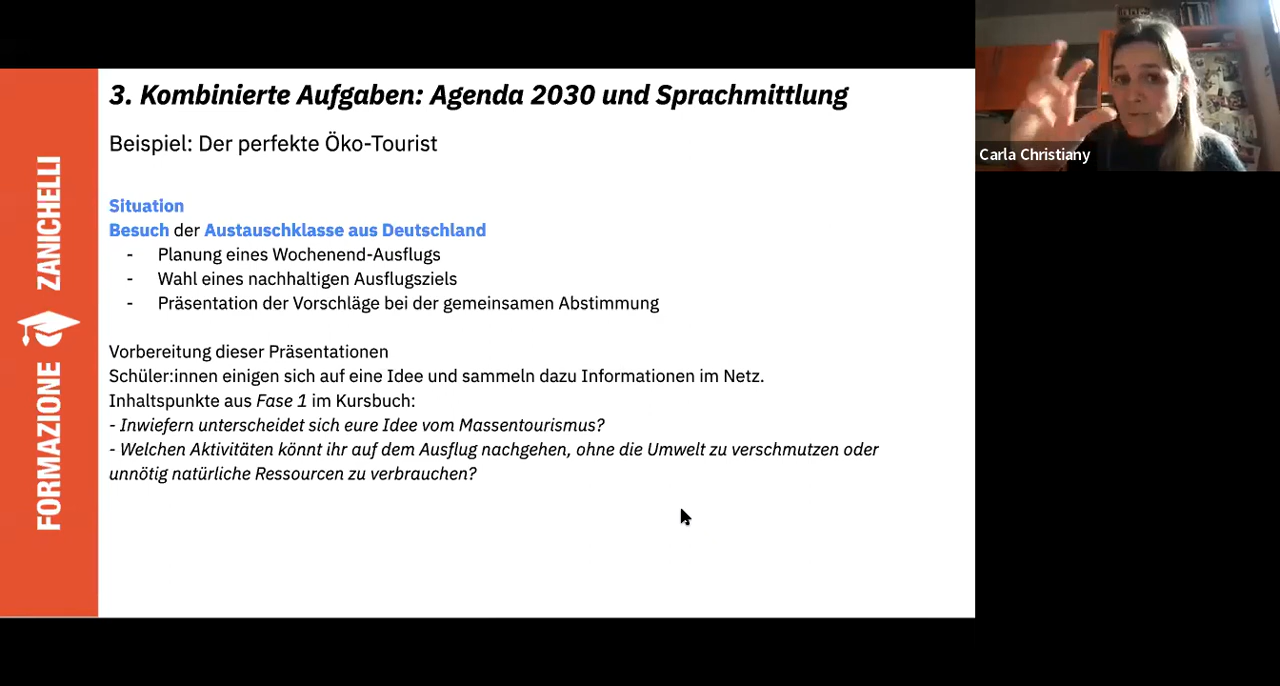 3. Kombinierte Aufgaben: Agenda 2030 und Sprachmittlung
Beispiel: Der perfekte Öko-Tourist
Situation
Besuch der Austauschklasse aus Deutschland
- Planung eines Wochenend-Ausflugs
- Wahl eines nachhaltigen Ausflugsziels
- Präsentation der Vorschläge bei der gemeinsamen Abstimmung
Vorbereitung dieser Präsentationen
Schüler:innen einigen sich auf eine Idee und sammeln dazu Informationen im Netz.
Inhaltspunkte aus Fase 1 im Kursbuch:
- Inwiefern unterscheidet sich eure Idee vom Massentourismus?
- Welchen Aktivitäten könnt ihr auf dem Ausflug nachgehen, ohne die Umwelt zu verschmutzen oder
unnötig natürliche Ressourcen zu verbrauchen?
FORMAZIONE ZANICHELLI
Carla Christiany